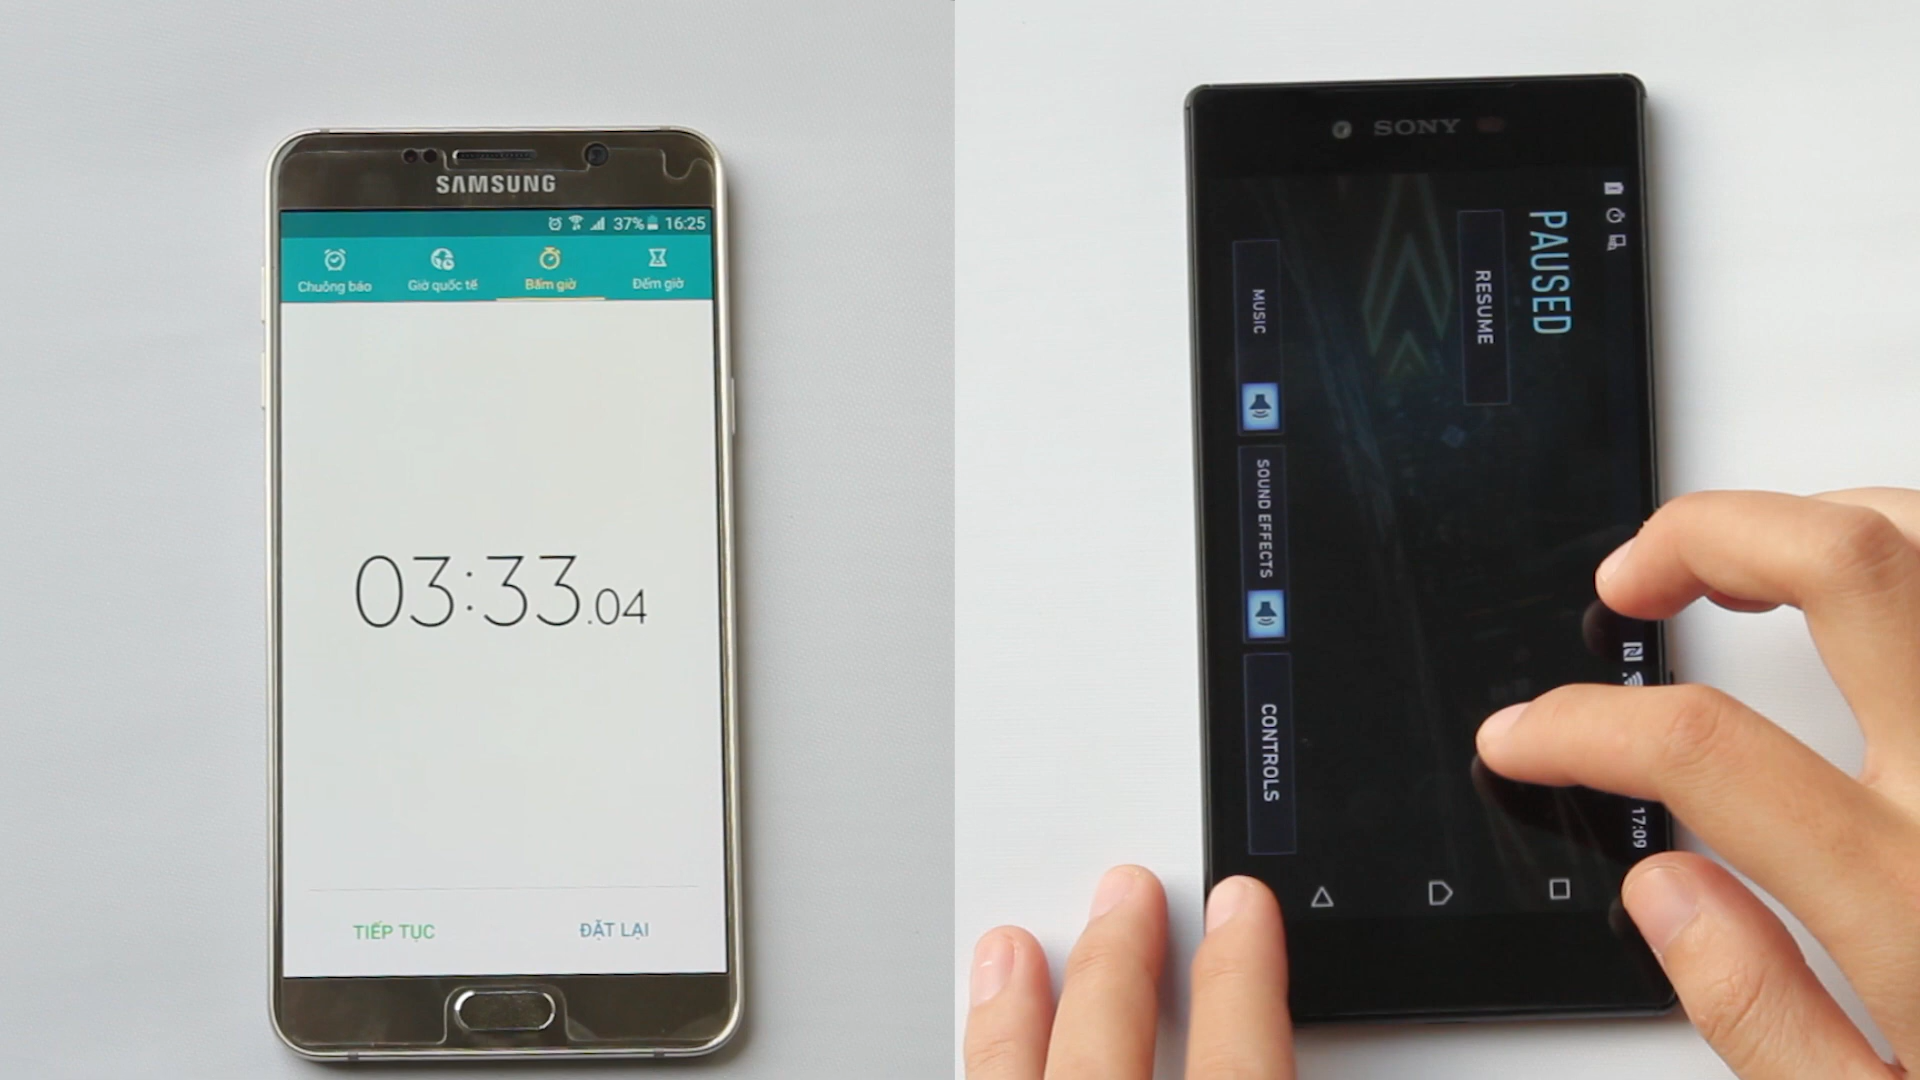 SAMSUNG
37% 16:25
Chuông báo
Giờ quốc tế
Bấm giờ
Đếm giờ
03:33.04
TIẾP TỤC
ĐẶT LẠI
SONY
17:09
PAUSED
RESUME
MUSIC
SOUND EFFECTS
CONTROLS